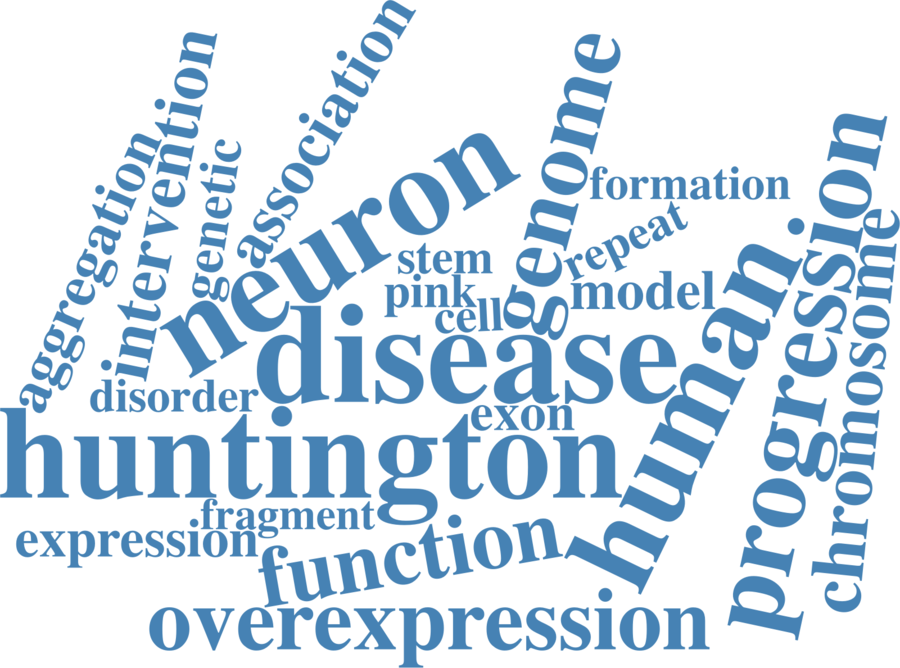 association
intervention
genome
aggregation
genetic
neuron
progression
formation
chromosome
repeat
stem
human.
pink
model
cell
disease
disorder
exon
huntington
fragment
expression
function
overexpression